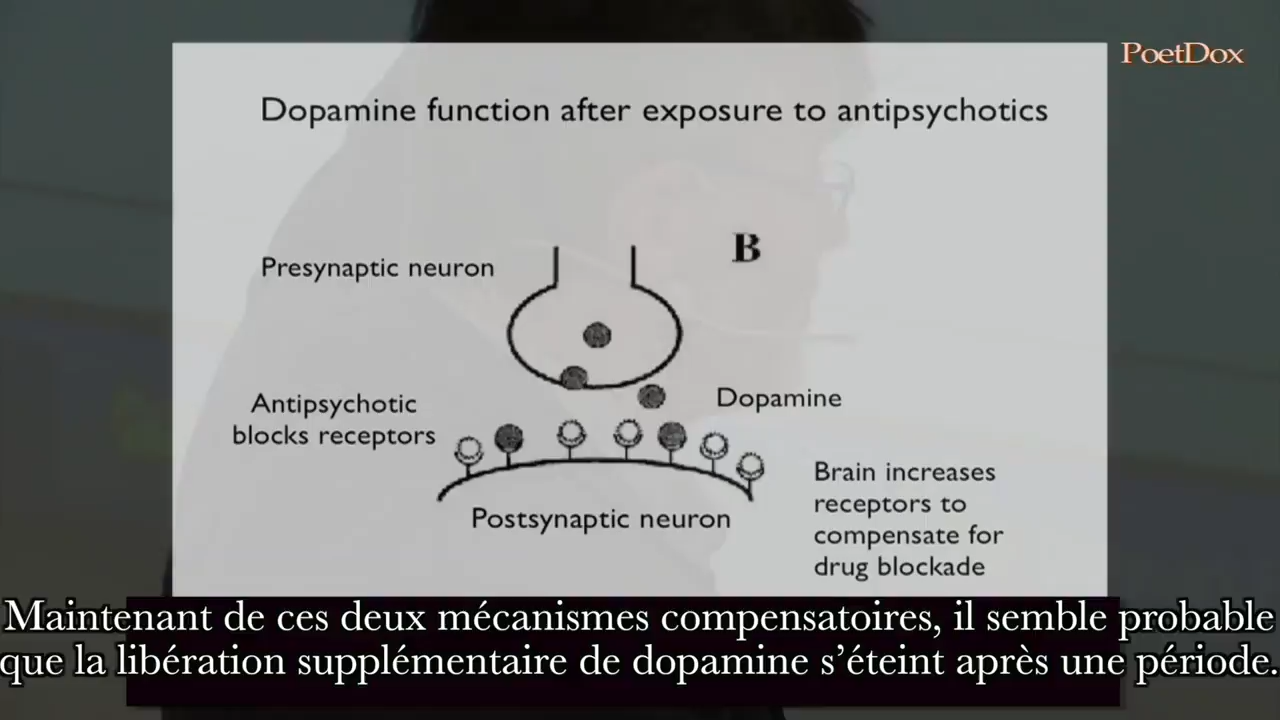 PoetDox
Dopamine function after exposure to antipsychotics
B
Presynaptic neuron
Antipsychotic
blocks receptors
Dopamine
Brain increases
receptors to
compensate for
drug blockade
Postsynaptic neuron
Maintenant de ces deux mécanismes compensatoires, il semble probable
que la libération supplémentaire de dopamine s’éteint après une période.